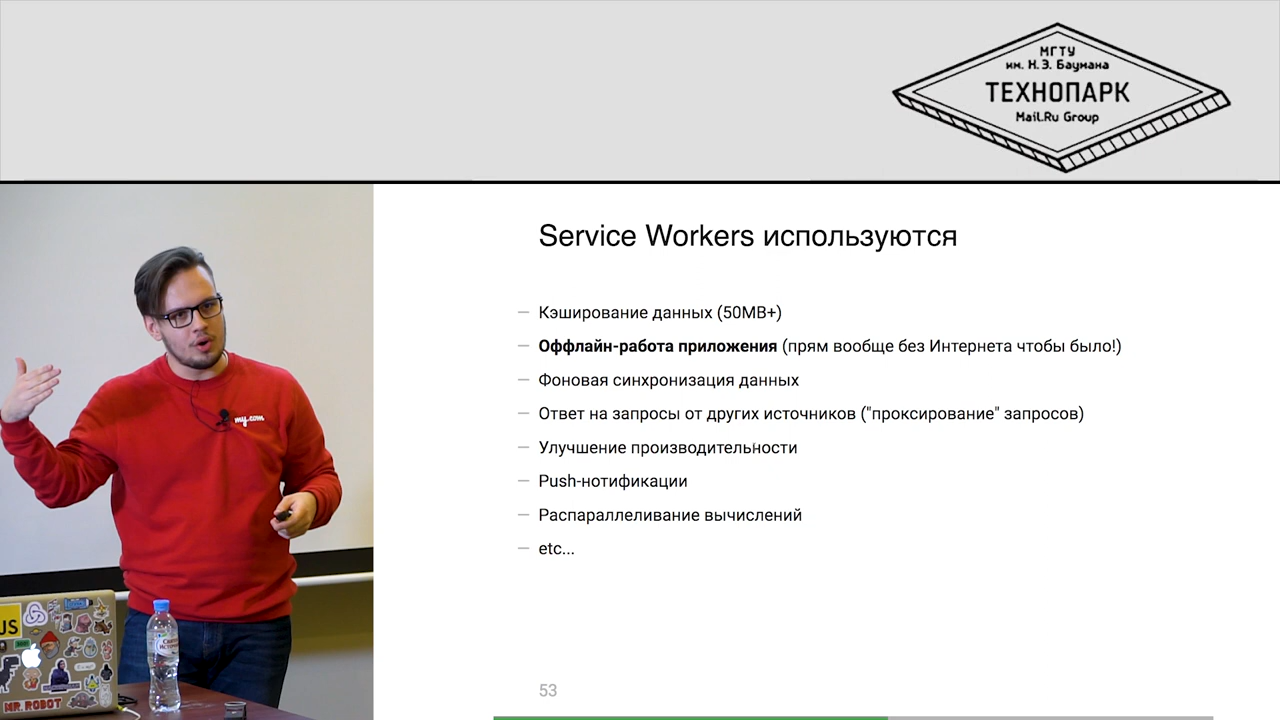 МГТУ
им. Н.Э. Баумана
ТЕХНОПАРК
Mail.Ru Group
Service Workers используются
— Кэширование данных (50MB+)
— Оффлайн-работа приложения (прям вообще без Интернета чтобы было!)
— Фоновая синхронизация данных
— Ответ на запросы от других источников ("проксирование" запросов)
— Улучшение производительности
— Push-нотификации
— Распараллеливание вычислений
— etc...
53
my.com
JS
MR. ROBOT